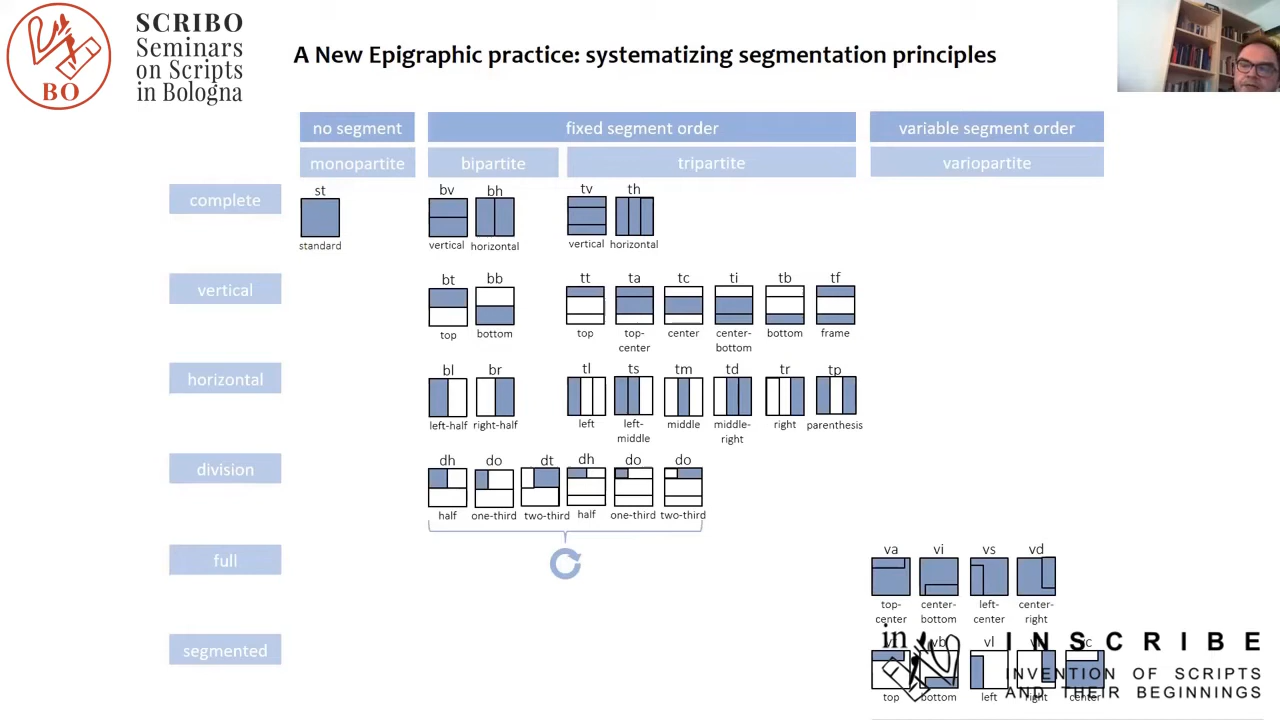 SCRIBO
Seminars
on Scripts
in Bologna
BO
A New Epigraphic practice: systematizing segmentation principles
no segment
fixed segment order
variable segment order
monopartite
bipartite
tripartite
variopartite
complete
st
bv
bh
tv
th
standard
vertical
horizontal
vertical
horizontal
vertical
bt
bb
tt
ta
tc
ti
tb
tf
top
bottom
top
top-
center
center
center-
bottom
bottom
frame
horizontal
bl
br
tl
ts
tm
td
tr
tp
left-half
right-half
left
left-
middle
middle
middle-
right
right
parenthesis
division
dh
do
dt
dh
do
do
half
one-third
two-third
half
one-third
two-third
full
va
vi
vs
vd
top-
center
center-
bottom
left-
center
center-
right
segmented
vb
vl
top
bottom
left
right
center
in
INSCRIBE
INVENTION OF SCRIPTS
AND THEIR BEGINNINGS